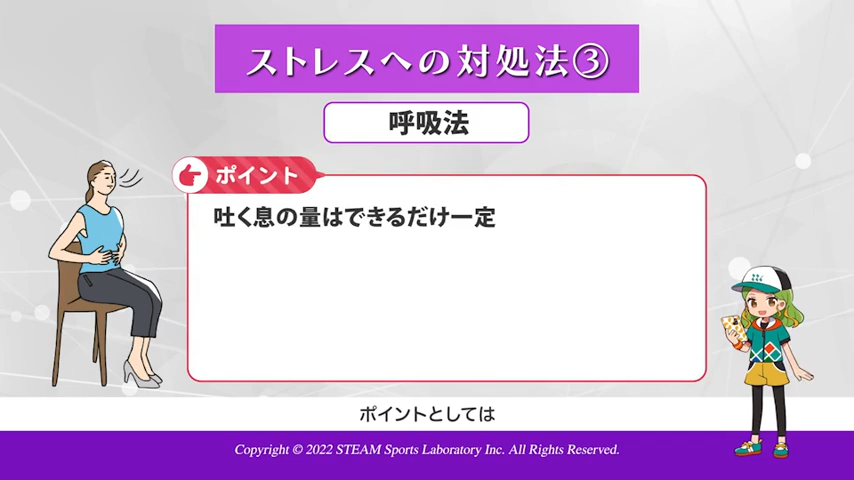 ストレスへの対処法③
呼吸法
ポイント
吐く息の量はできるだけ一定
ポイントとしては
Copyright © 2022 STEAM Sports Laboratory Inc. All Rights Reserved.